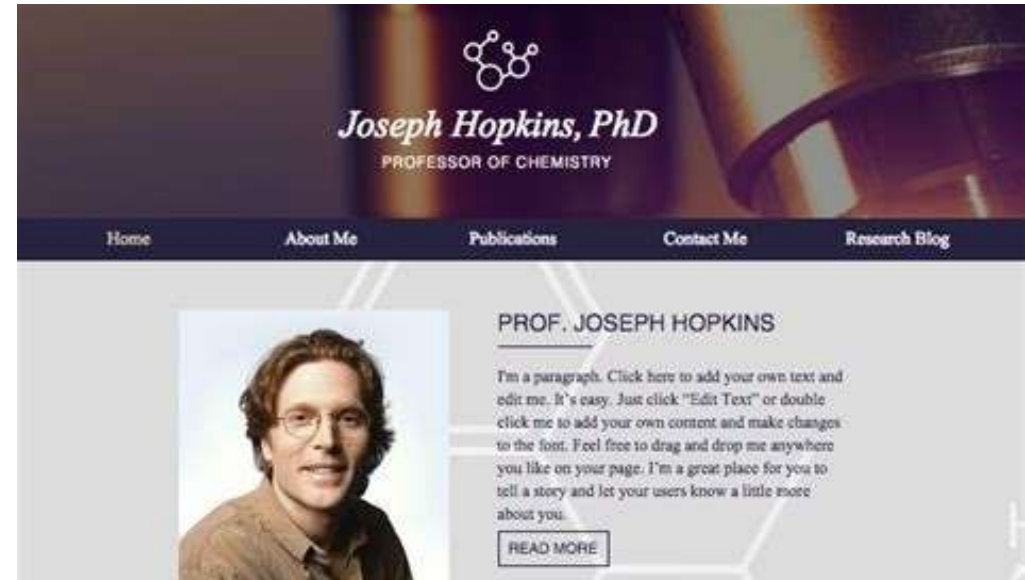 Joseph Hopkins, PhD
PROFESSOR OF CHEMISTRY
Home About Me Publications Contact Me Research Blog
PROF. JOSEPH HOPKINS
I'm a paragraph. Click here to add your own text and
edit me. It's easy. Just click “Edit Text” or double
click me to add your own content and make changes
to the font. Feel free to drag and drop me anywhere
you like on your page. I'm a great place for you to
tell a story and let your users know a little more
about you.
READ MORE